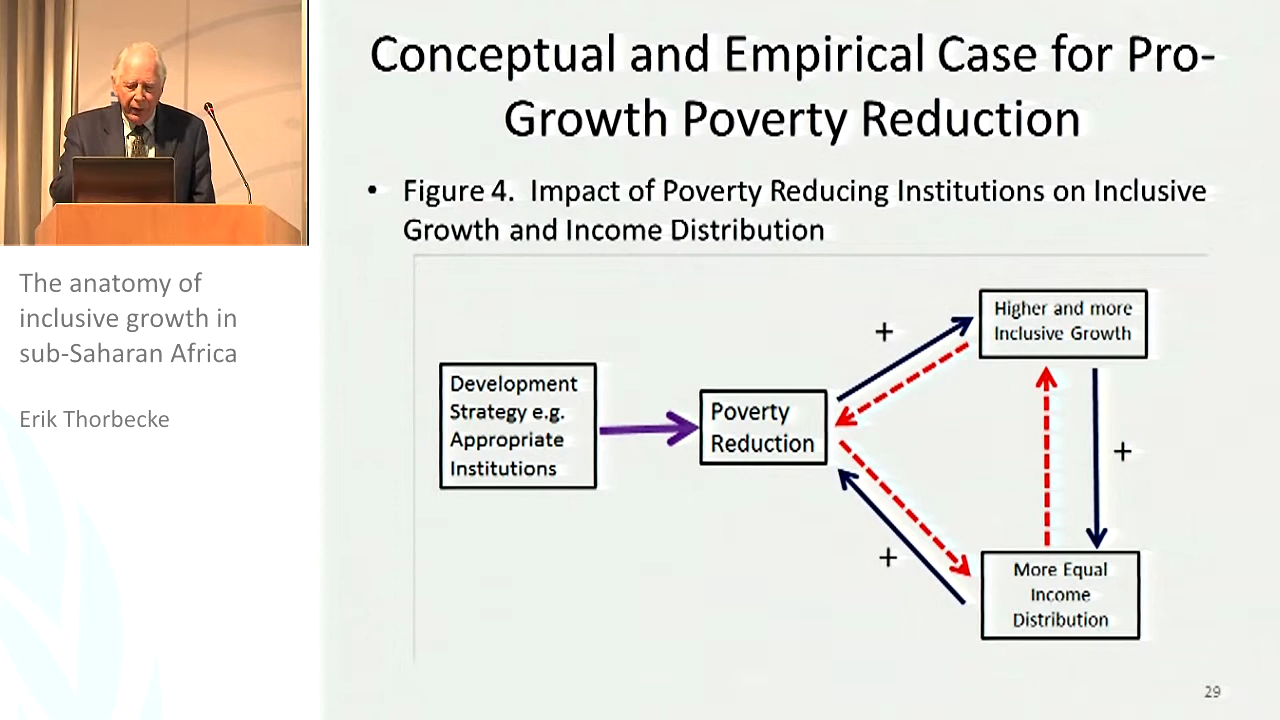 Conceptual and Empirical Case for Pro-
Growth Poverty Reduction
• Figure 4. Impact of Poverty Reducing Institutions on Inclusive
Growth and Income Distribution
The anatomy of
inclusive growth in
sub-Saharan Africa
Erik Thorbecke
Development
Strategy e.g.
Appropriate
Institutions
Poverty
Reduction
+
Higher and more
Inclusive Growth
+
+
More Equal
Income
Distribution
29